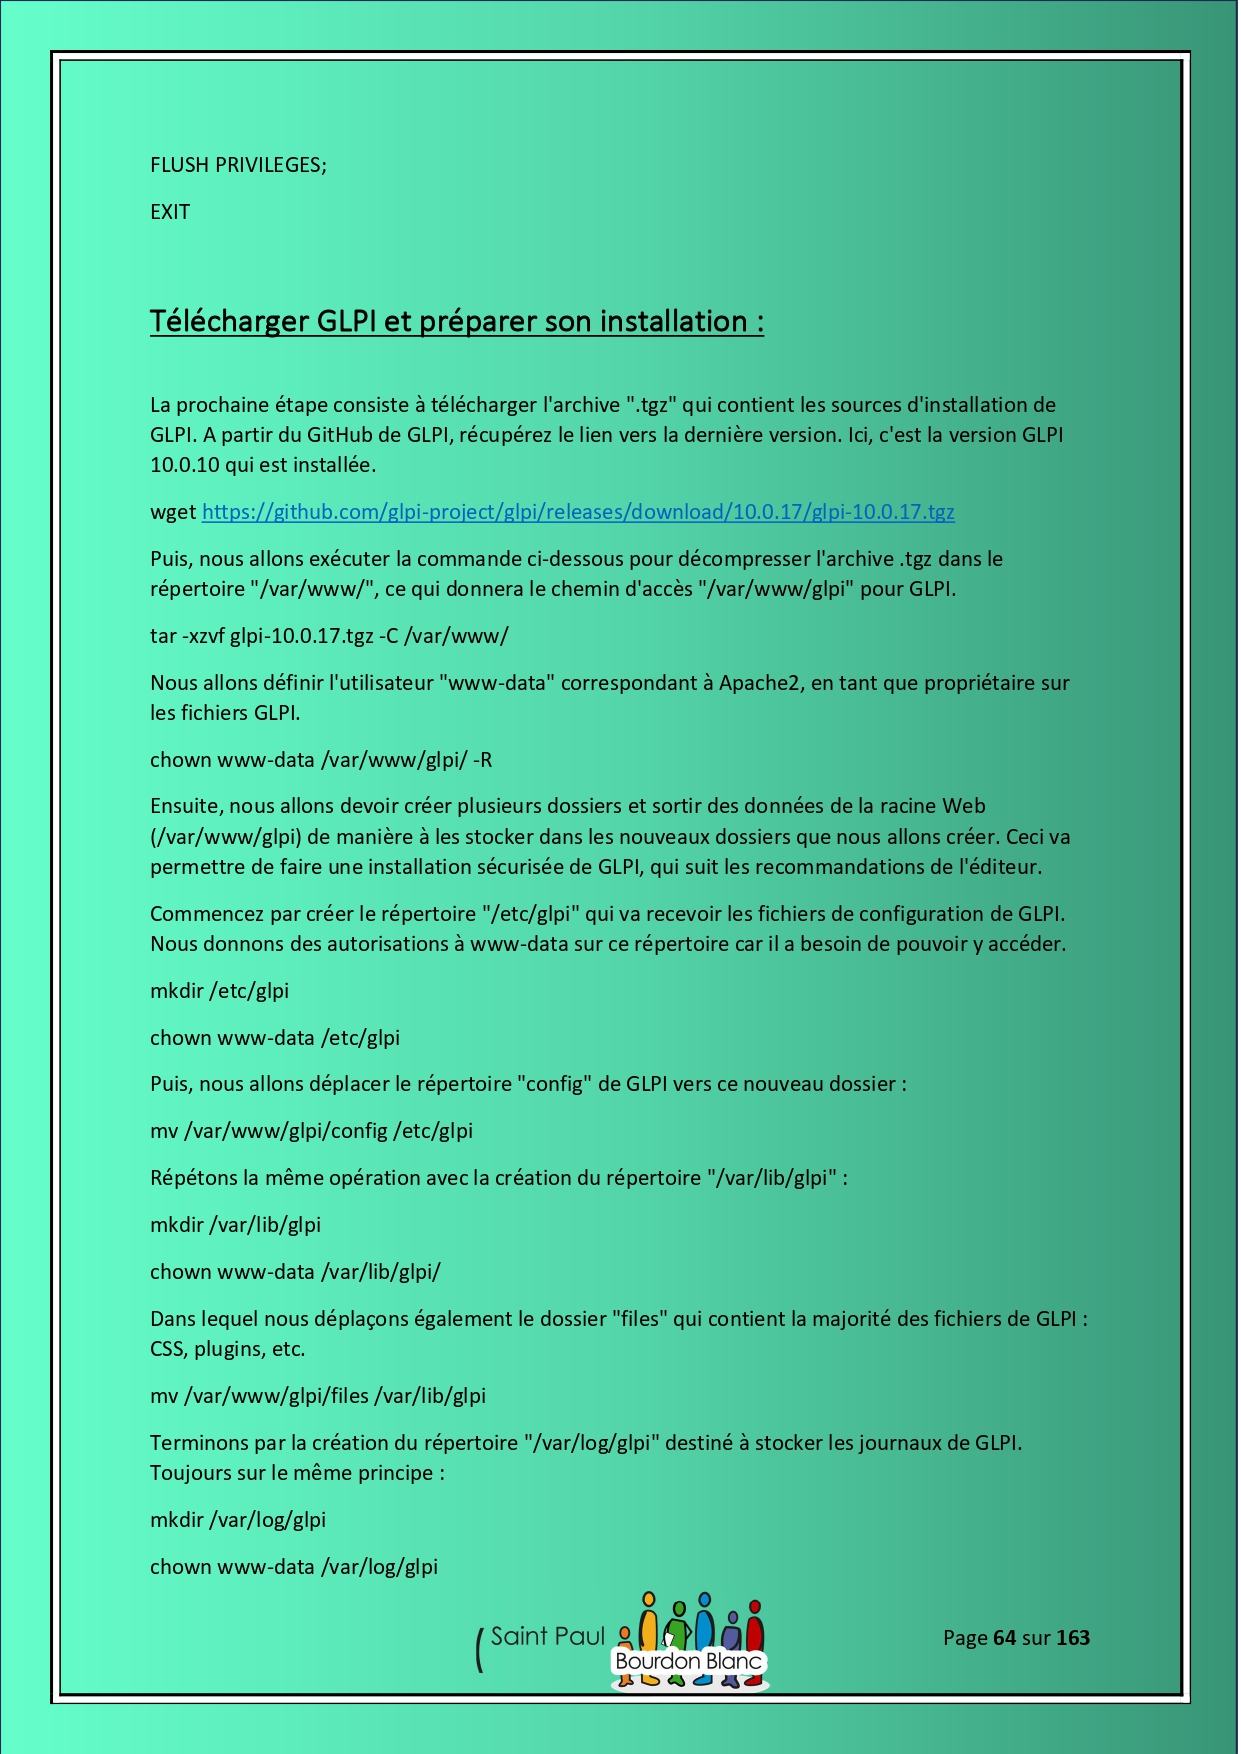 FLUSH PRIVILEGES;
EXIT
Télécharger GLPI et préparer son installation :
La prochaine étape consiste à télécharger l'archive ".tgz" qui contient les sources d'installation de
GLPI. A partir du GitHub de GLPI, récupérez le lien vers la dernière version. Ici, c'est la version GLPI
10.0.10 qui est installée.
wget https://github.com/glpi-project/glpi/releases/download/10.0.17/glpi-10.0.17.tgz
Puis, nous allons exécuter la commande ci-dessous pour décompresser l'archive .tgz dans le
répertoire "/var/www/", ce qui donnera le chemin d'accès "/var/www/glpi" pour GLPI.
tar -xzvf glpi-10.0.17.tgz -C /var/www/
Nous allons définir l'utilisateur "www-data" correspondant à Apache2, en tant que propriétaire sur
les fichiers GLPI.
chown www-data /var/www/glpi/ -R
Ensuite, nous allons devoir créer plusieurs dossiers et sortir des données de la racine Web
(/var/www/glpi) de manière à les stocker dans les nouveaux dossiers que nous allons créer. Ceci va
permettre de faire une installation sécurisée de GLPI, qui suit les recommandations de l'éditeur.
Commencez par créer le répertoire "/etc/glpi" qui va recevoir les fichiers de configuration de GLPI.
Nous donnons des autorisations à www-data sur ce répertoire car il a besoin de pouvoir y accéder.
mkdir /etc/glpi
chown www-data /etc/glpi
Puis, nous allons déplacer le répertoire "config" de GLPI vers ce nouveau dossier :
mv /var/www/glpi/config /etc/glpi
Répétons la même opération avec la création du répertoire "/var/lib/glpi" :
mkdir /var/lib/glpi
chown www-data /var/lib/glpi/
Dans lequel nous déplaçons également le dossier "files" qui contient la majorité des fichiers de GLPI :
CSS, plugins, etc.
mv /var/www/glpi/files /var/lib/glpi
Terminons par la création du répertoire "/var/log/glpi" destiné à stocker les journaux de GLPI.
Toujours sur le même principe :
mkdir /var/log/glpi
chown www-data /var/log/glpi
Saint Paul
Bourdon Blanc
Page 64 sur 163